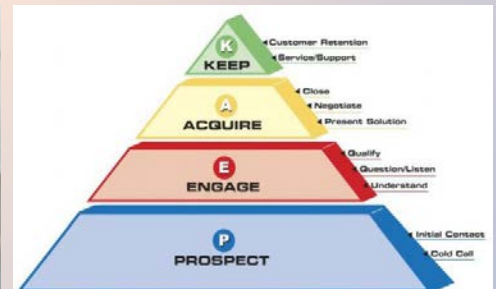 K
KEEP
Customer Retention
Service/Support
A
ACQUIRE
Close
Negotiate
Present Solution
E
ENGAGE
Qualify
Question/Listen
Understand
P
PROSPECT
Initial Contact
Cold Call